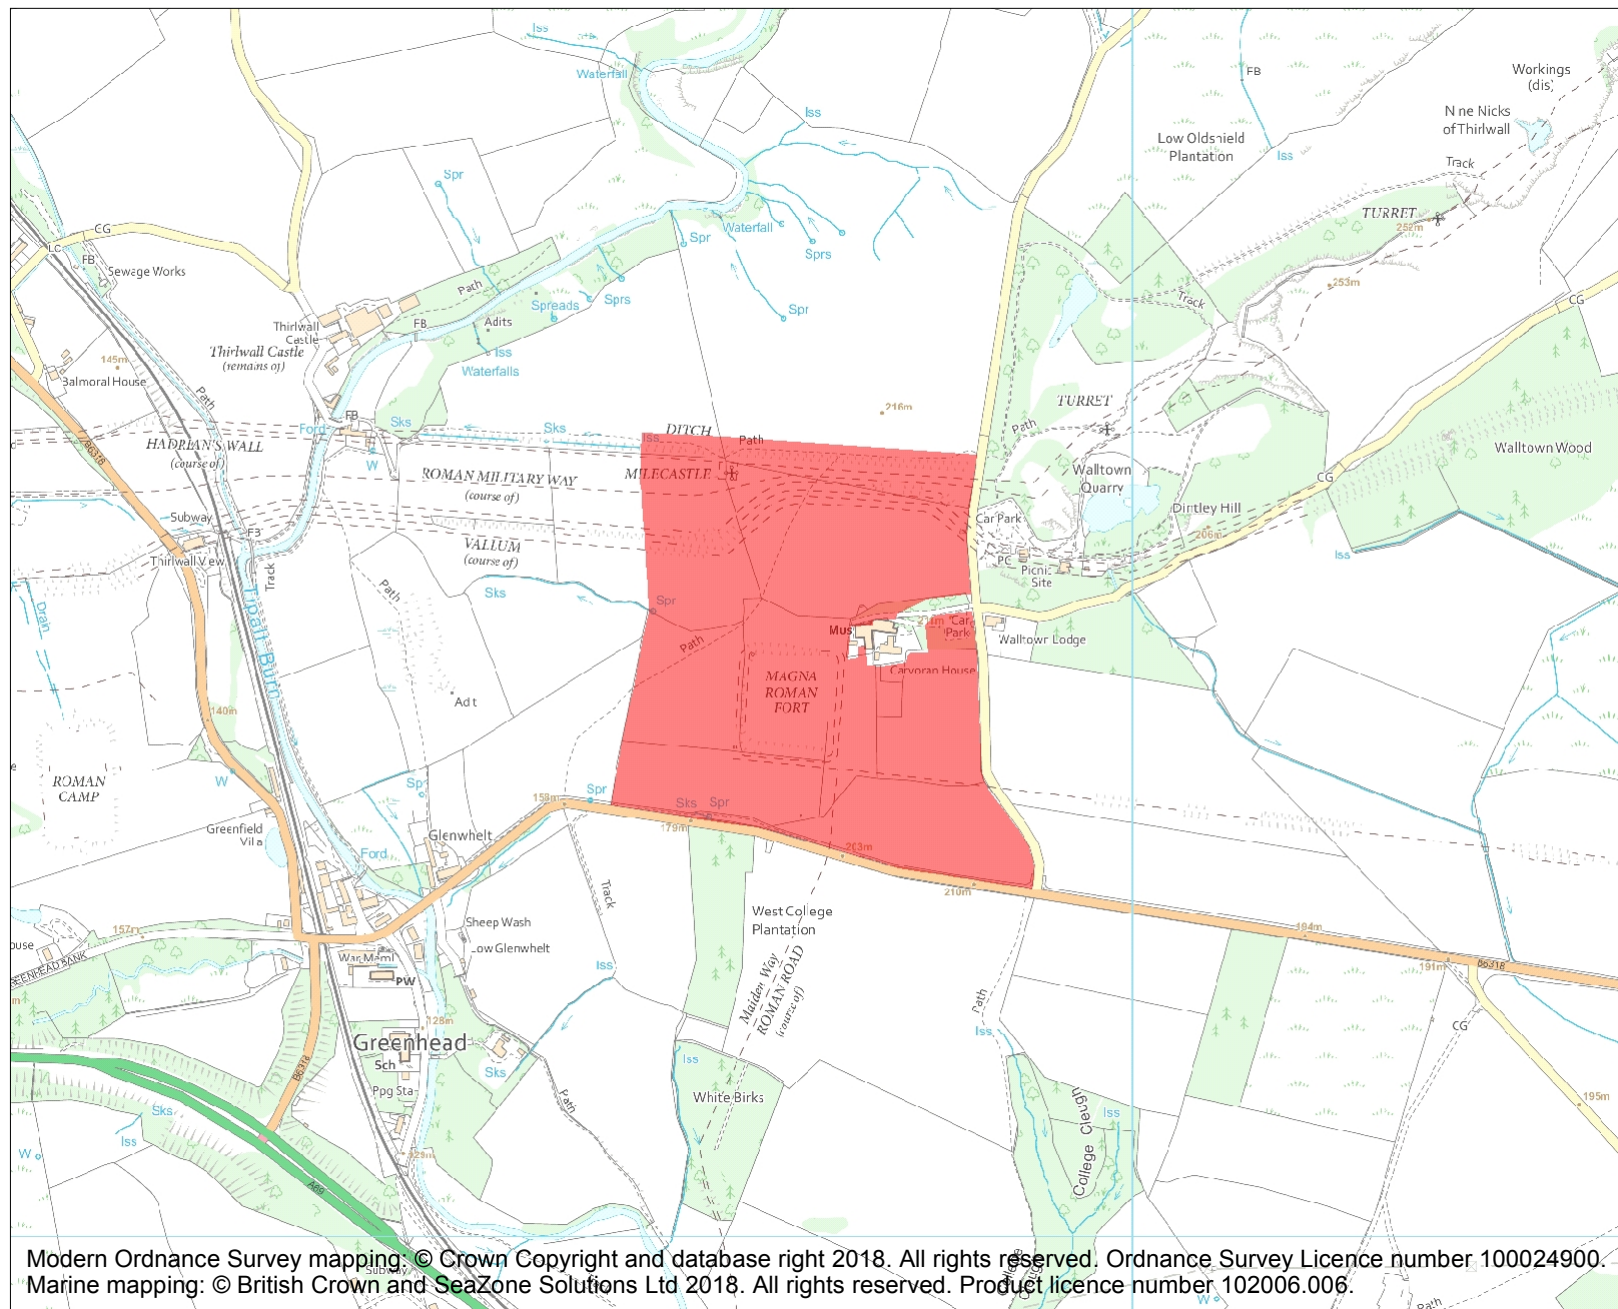 Iss
Waterfall
Iss
FB
Workings
(dis)
Nine Nicks
of Thirlwall
Low Oldshield
Plantation
Iss
Track
Spr
TURRET
252m
CG
LC
FB
Sewage Works
Waterfall
Spr
Sprs
253m
CG
Path
Spreads
Sprs
Spr
Track
Thirlwall
Castle
FB
Adits
Thirlwall Castle
(remains of)
Iss
Waterfalls
145m
Balmoral House
Path
216m
TURRET
FB
Ford
Sks
Sks
Iss
DITCH
Path
Path
HADRIAN'S WALL
(course of)
B6318
W
ROMAN MILITARY WAY
(course of)
MILECASTLE
Walltown
Quarry
CG
Walltown Wood
Dintley Hill
206m
Car Park
Subway
Thirlwall View
VALLUM
(course of)
PC
Picnic
Site
Iss
Track
Path
Sks
Spr
Drain
Tipalt Burn
Mus
Car
Park
Walltown Lodge
Path
Carvoran House
MAGNA
ROMAN
FORT
Adit
140m
ROMAN
CAMP
W
Spr
158m
Sks
Spr
179m
Greenfield
Villa
Glenwhelt
Ford
203m
210m
Track
West College
Plantation
Sheep Wash
Low Glenwhelt
157m
GREENHEAD BANK
War Meml
PW
Iss
194m
191m
B6318
Maiden Way
ROMAN ROAD
(course of)
Path
128m
Greenhead
Sch
Iss
Iss
CG
Sks
Ppg Sta
B6318
White Birks
Path
College Cleugh
Iss
195m
Sks
Iss
W
129m
A69
Modern Ordnance Survey mapping: © Crown Copyright and database right 2018. All rights reserved. Ordnance Survey Licence number 100024900.
Marine mapping: © British Crown and SeaZone Solutions Ltd 2018. All rights reserved. Product licence number 102006.006.
Subway
W
Path